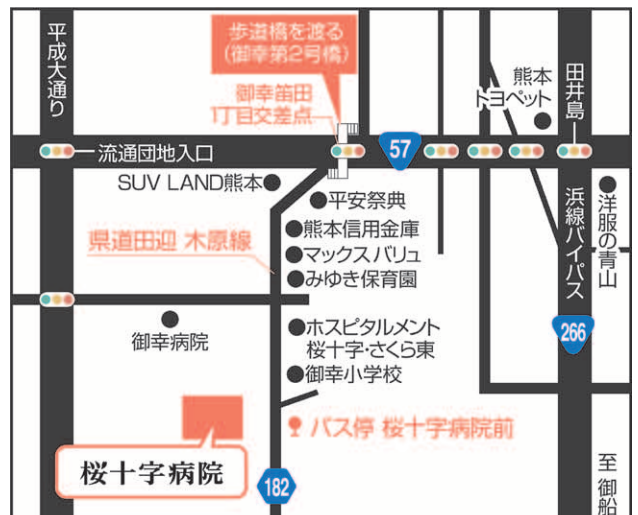 歩道橋を渡る
(御幸第2号橋)
平成大通り
御幸笛田
1丁目交差点
熊本
トヨペット
田井島
流通団地入口
57
SUV LAND熊本
平安祭典
熊本信用金庫
マックスバリュ
みゆき保育園
県道田迎 木原線
洋服の青山
浜線バイパス
266
御幸病院
ホスピタルメント
桜十字・さくら東
御幸小学校
バス停 桜十字病院前
桜十字病院
182
至 御船